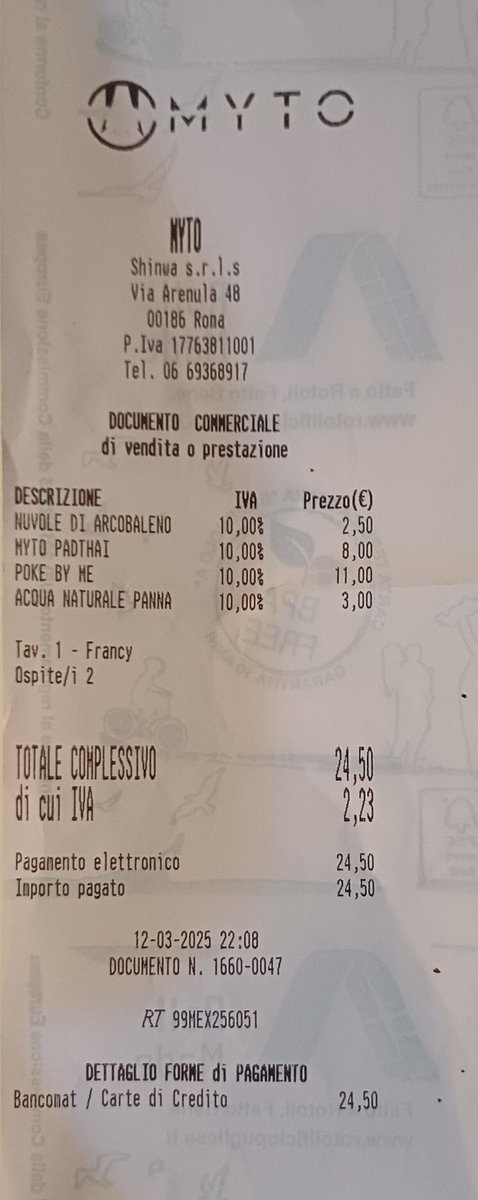 MYTO
MYTO
Shinwa s.r.l.s
Via Arenula 48
00186 Roma
P.Iva 17763811001
Tel. 06 69368917
DOCUMENTO COMMERCIALE
di vendita o prestazione
DESCRIZIONE IVA Prezzo(€)
NUVOLE DI ARCOBALENO 10,00% 2,50
MYTO PADTHAI 10,00% 8,00
POKE BY ME 10,00% 11,00
ACQUA NATURALE PANNA 10,00% 3,00
Tav. 1 - Francy
Ospite/i 2
TOTALE COMPLESSIVO 24,50
di cui IVA 2,23
Pagamento elettronico 24,50
Importo pagato 24,50
12-03-2025 22:08
DOCUMENTO N. 1660-0047
RT 99MEX256051
DETTAGLIO FORME di PAGAMENTO
Bancomat / Carte di Credito 24,50